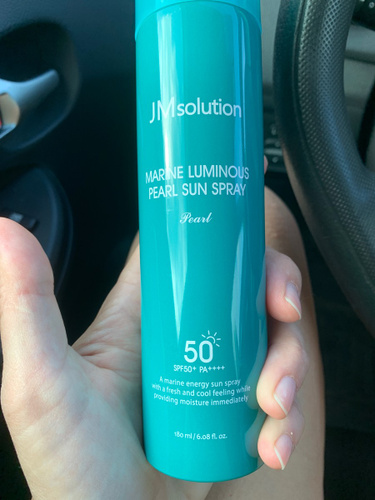 JMsolution
MARINE LUMINOUS
PEARL SUN SPRAY
Pearl
50
SPF50+ PA++++
A marine energy sun spray
with a fresh and cool feeling while
providing moisture immediately
180 ml / 6.08 fl. oz.